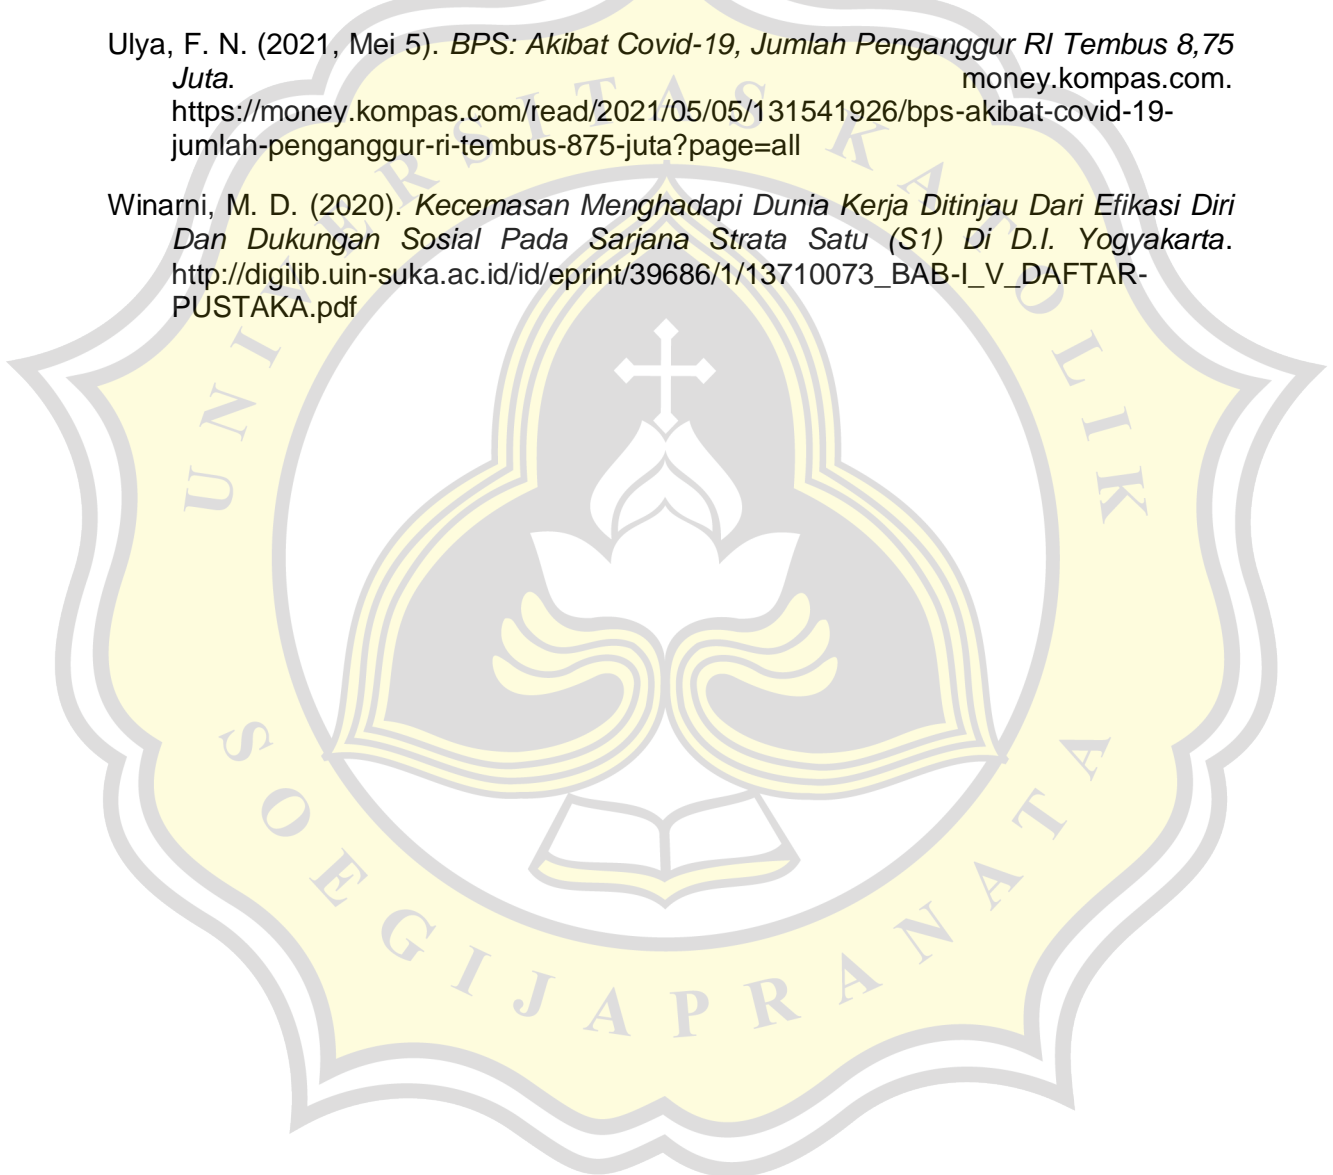 Ulya, F. N. (2021, Mei 5). BPS: Akibat Covid-19, Jumlah Penganggur RI Tembus 8,75
Juta. money.kompas.com.
https://money.kompas.com/read/2021/05/05/131541926/bps-akibat-covid-19-
jumlah-penganggur-ri-tembus-875-juta?page=all
Winarni, M. D. (2020). Kecemasan Menghadapi Dunia Kerja Ditinjau Dari Efikasi Diri
Dan Dukungan Sosial Pada Sarjana Strata Satu (S1) Di D.I. Yogyakarta.
http://digilib.uin-suka.ac.id/id/eprint/39686/1/13710073_BAB-I_V_DAFTAR-
PUSTAKA.pdf
UNIVERSITAS KATOLIK
SOEGIJAPRANATA